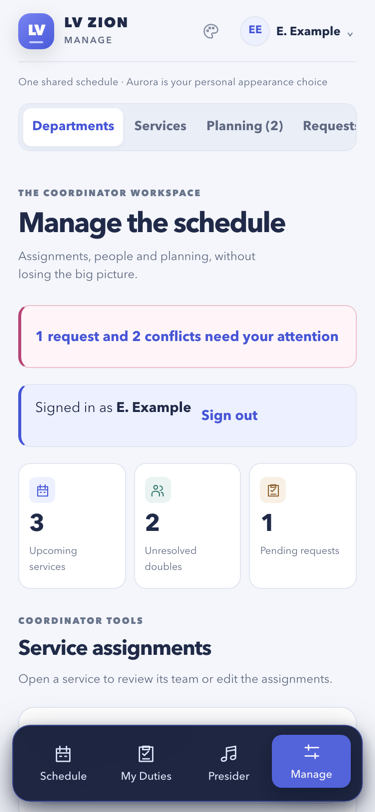 LV
LV ZION
MANAGE
EE
E. Example
One shared schedule · Aurora is your personal appearance choice
Departments
Services
Planning (2)
Requests
THE COORDINATOR WORKSPACE
Manage the schedule
Assignments, people and planning, without
losing the big picture.
1 request and 2 conflicts need your attention
Signed in as E. Example
Sign out
3
Upcoming
services
2
Unresolved
doubles
1
Pending requests
COORDINATOR TOOLS
Service assignments
Open a service to review its team or edit the assignments.
Schedule
My Duties
Presider
Manage